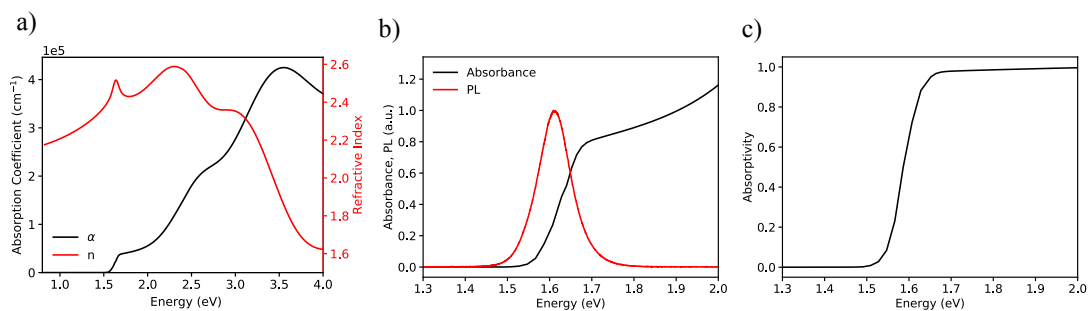 a)
1e5
Absorption Coefficient (cm⁻¹)
4
3
2
1
0
α
n
1.0 1.5 2.0 2.5 3.0 3.5 4.0
Energy (eV)
2.6
2.4
2.2
2.0
1.8
1.6
Refractive Index
b)
Absorbance, PL (a.u.)
1.2
1.0
0.8
0.6
0.4
0.2
0.0
Absorbance
PL
1.3 1.4 1.5 1.6 1.7 1.8 1.9 2.0
Energy (eV)
c)
Absorptivity
1.0
0.8
0.6
0.4
0.2
0.0
1.3 1.4 1.5 1.6 1.7 1.8 1.9 2.0
Energy (eV)